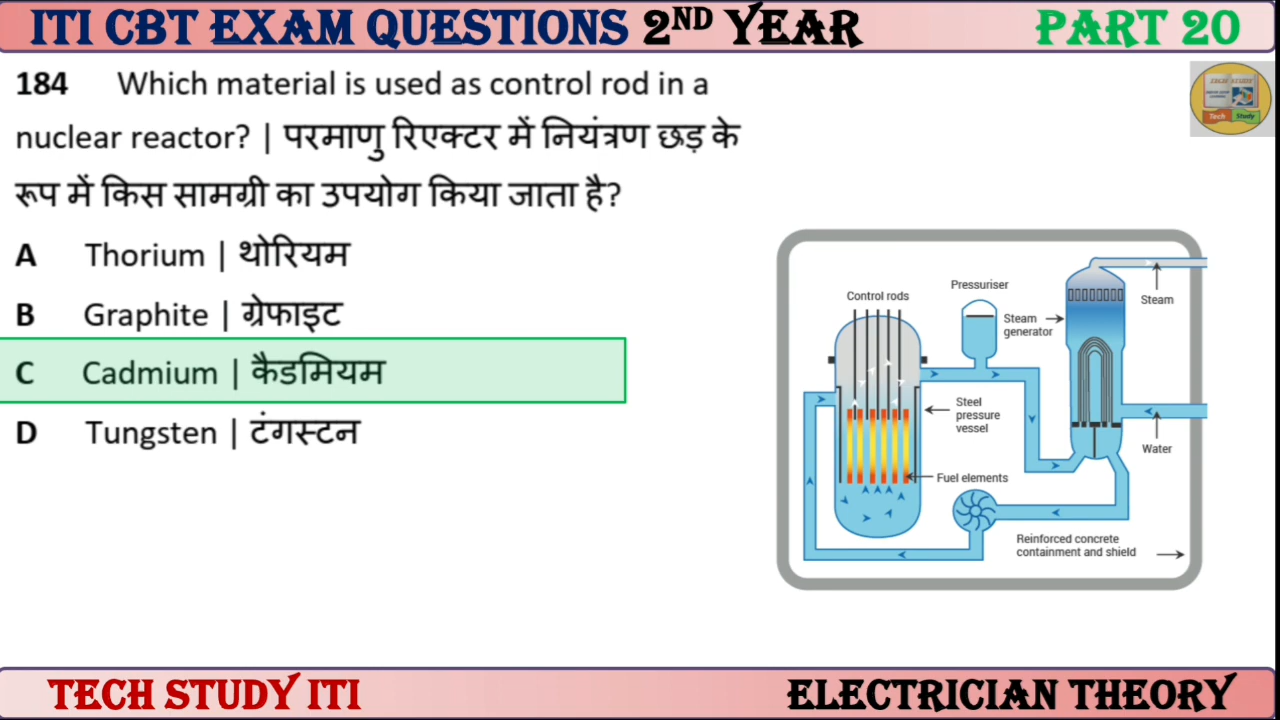 ITI CBT EXAM QUESTIONS 2ND YEAR PART 20
184 Which material is used as control rod in a
nuclear reactor? | परमाणु रिएक्टर में नियंत्रण छड़ के
रूप में किस सामग्री का उपयोग किया जाता है?
A Thorium | थोरियम
B Graphite | ग्रेफाइट
C Cadmium | कैडमियम
D Tungsten | टंगस्टन
TECH STUDY
Tech Study
Control rods
Pressuriser
Steam
generator
Steam
Steel
pressure
vessel
Water
Fuel elements
Reinforced concrete
containment and shield
TECH STUDY ITI
ELECTRICIAN THEORY